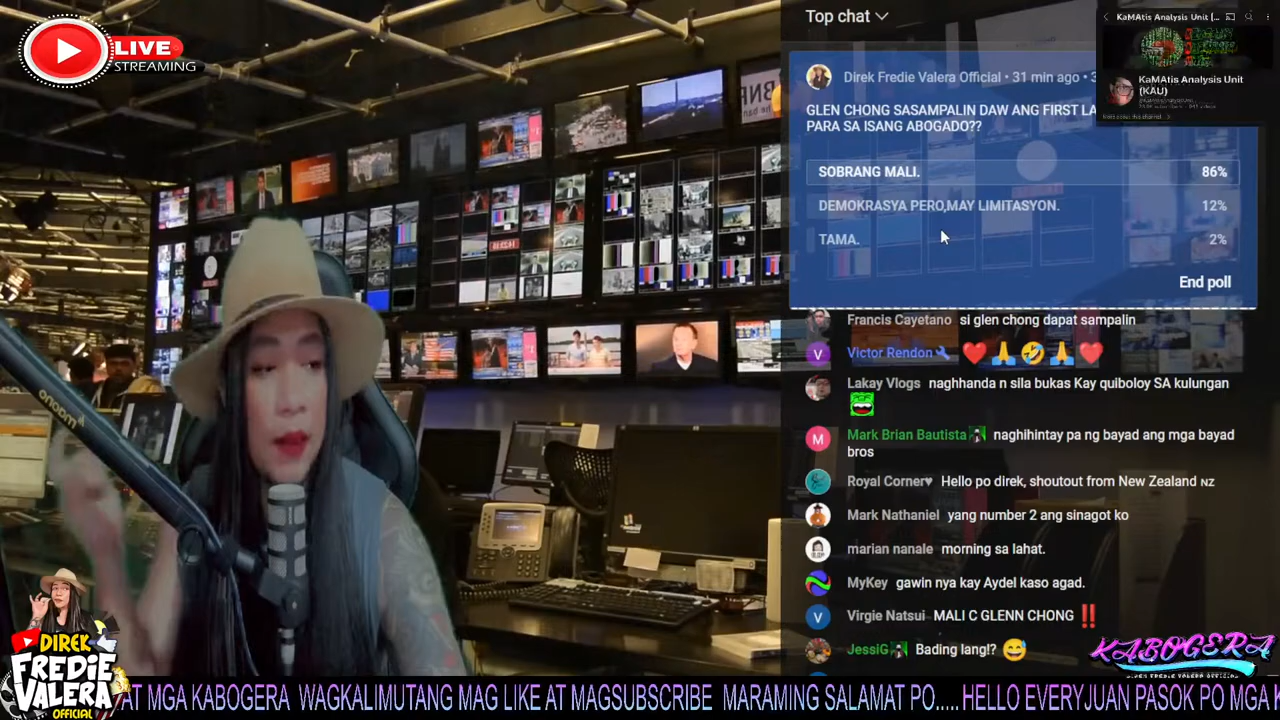 LIVE
STREAMING
Top chat
KaMAtis Analysis Unit [...
KaMAtis Analysis Unit
(KAU)
Direk Fredie Valera Official • 31 min ago • 3
GLEN CHONG SASAMPALIN DAW ANG FIRST LA
PARA SA ISANG ABOGADO??
SOBRANG MALI. 86%
DEMOKRASYA PERO,MAY LIMITASYON. 12%
TAMA. 2%
End poll
Francis Cayetano si glen chong dapat sampalin
Victor Rendon
Lakay Vlogs naghhanda n sila bukas Kay quiboloy SA kulungan
Mark Brian Bautista naghihintay pa ng bayad ang mga bayad
bros
Royal Corner♥ Hello po direk, shoutout from New Zealand NZ
Mark Nathaniel yang number 2 ang sinagot ko
marian nanale morning sa lahat.
MyKey gawin nya kay Aydel kaso agad.
Virgie Natsui MALI C GLENN CHONG ‼️
JessiG Bading lang!? 😅
maono
DIREK
FREDIE
VALERA
OFFICIAL
KABOGERA
DIREK FREDIE VALERA OFFICIAL
AT MGA KABOGERA WAGKALIMUTANG MAG LIKE AT MAGSUBSCRIBE MARAMING SALAMAT PO..... HELLO EVERYJUAN PASOK PO MGA K